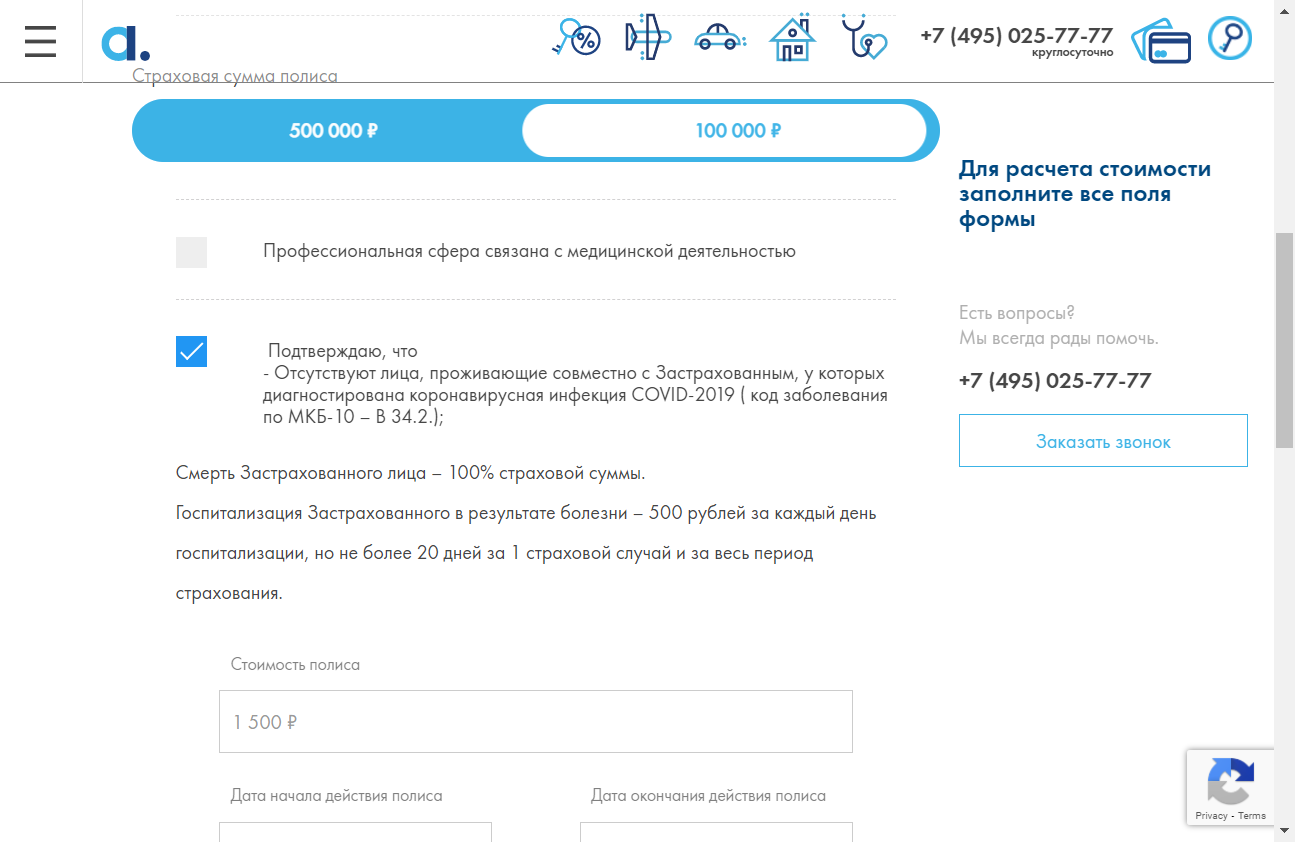 a.
+7 (495) 025-77-77
круглосуточно
Страховая сумма полиса
500 000 ₽
100 000 ₽
Для расчета стоимости
заполните все поля
формы
Профессиональная сфера связана с медицинской деятельностью
Есть вопросы?
Мы всегда рады помочь.
+7 (495) 025-77-77
Заказать звонок
Подтверждаю, что
- Отсутствуют лица, проживающие совместно с Застрахованным, у которых
диагностирована коронавирусная инфекция COVID-2019 ( код заболевания
по МКБ-10 – В 34.2.);
Смерть Застрахованного лица – 100% страховой суммы.
Госпитализация Застрахованного в результате болезни – 500 рублей за каждый день
госпитализации, но не более 20 дней за 1 страховой случай и за весь период
страхования.
Стоимость полиса
1 500 ₽
Дата начала действия полиса
Дата окончания действия полиса
Privacy - Terms